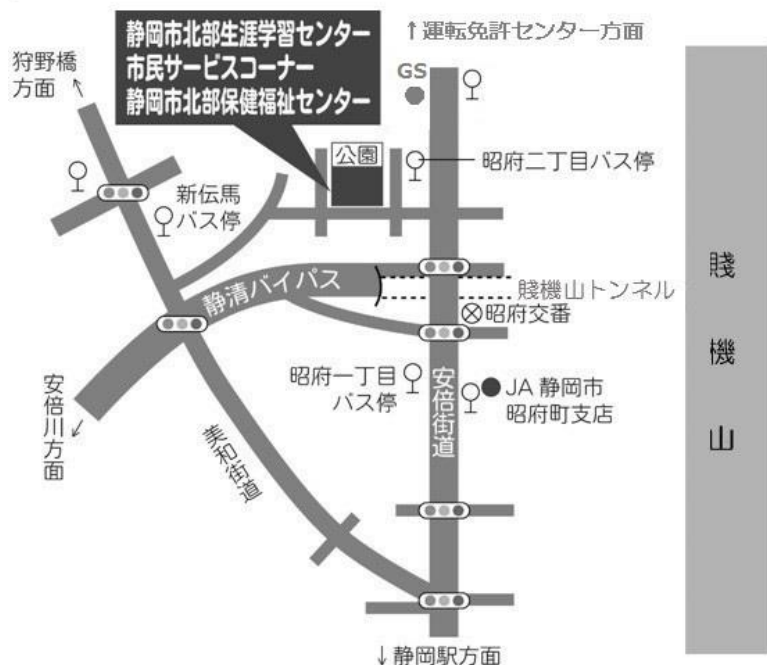 静岡市北部生涯学習センター
市民サービスコーナー
静岡市北部保健福祉センター
↑運転免許センター方面
GS
狩野橋
方面
公園
昭府二丁目バス停
新伝馬
バス停
静清バイパス
賤機山トンネル
昭府交番
安倍川方面
昭府一丁目
バス停
安倍街道
JA 静岡市
昭府町支店
美和街道
賤機山
↓静岡駅方面